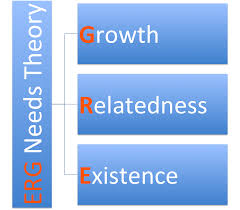 ERG Needs Theory
Growth
Relatedness
Existence